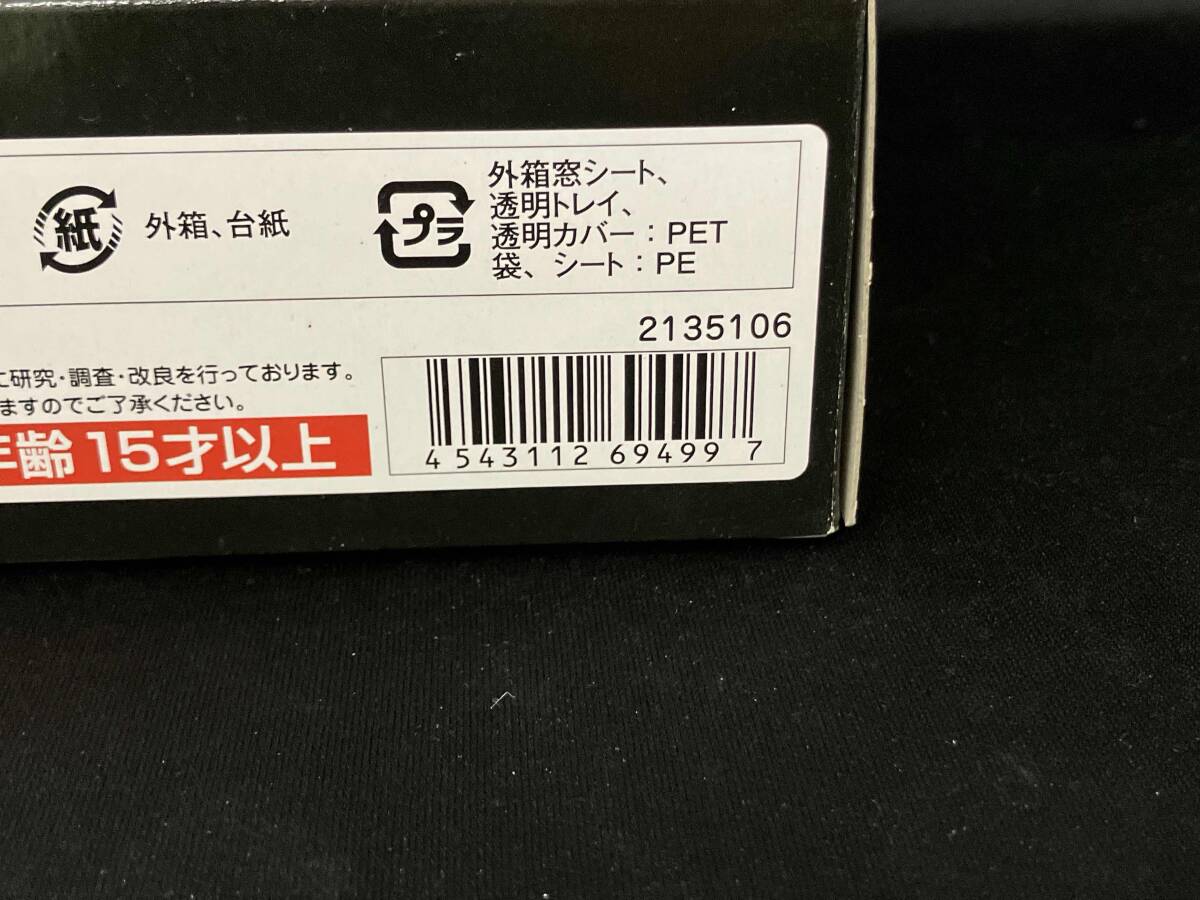 紙 外箱、台紙
プラ
外箱窓シート、
透明トレイ、
透明カバー：PET
袋、シート：PE
2135106
研究・調査・改良を行っております。
ますのでご了承ください。
年齢 15才以上
4 543112 694997